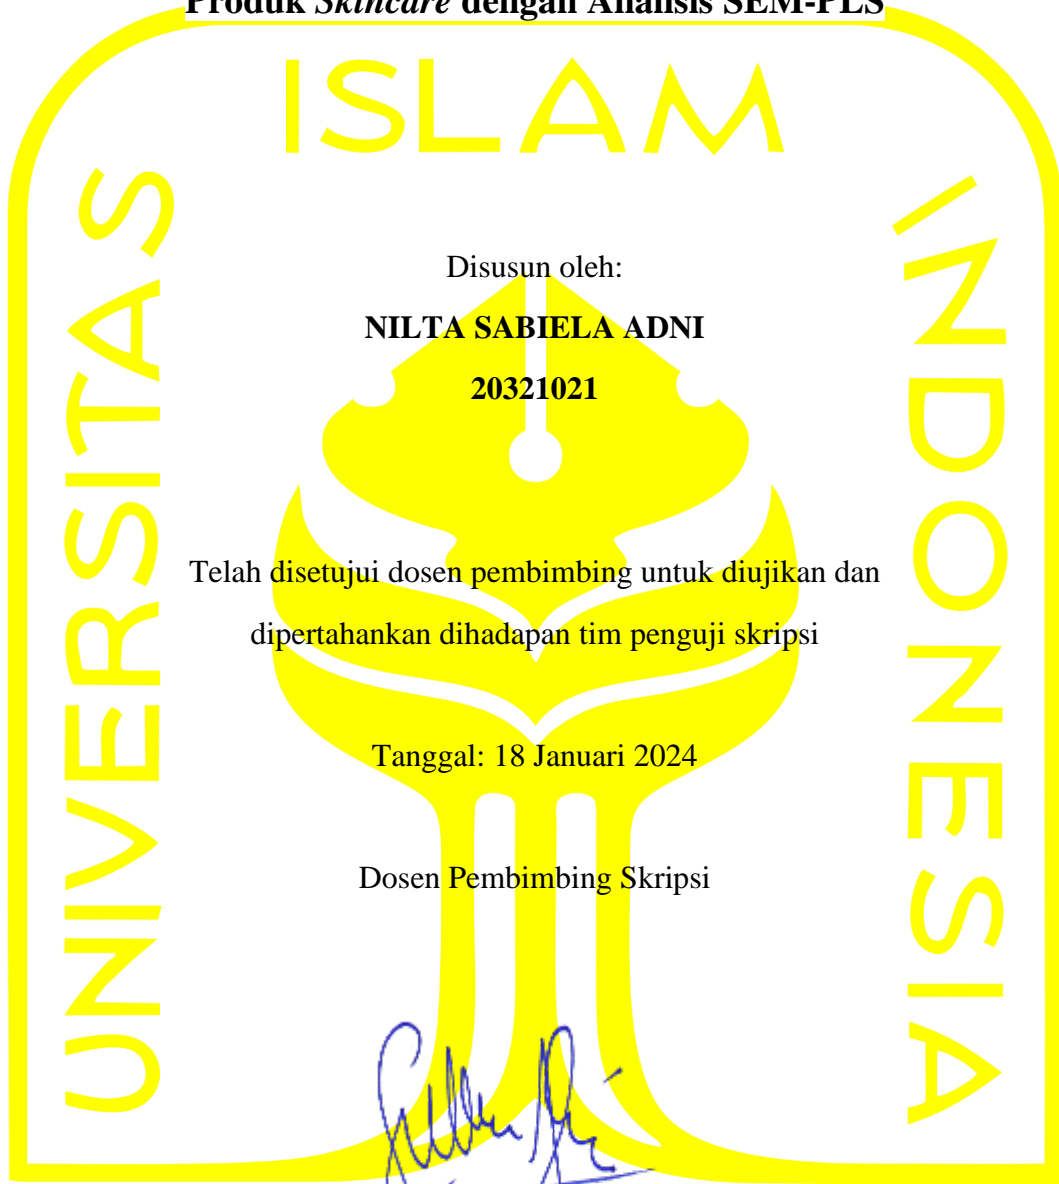 Produk Skincare dengan Analisis SEM-PLS
ISLAM
UNIVERSITAS
INDONESIA
Disusun oleh:
NILTA SABIELA ADNI
20321021
Telah disetujui dosen pembimbing untuk diujikan dan
dipertahankan dihadapan tim penguji skripsi
Tanggal: 18 Januari 2024
Dosen Pembimbing Skripsi